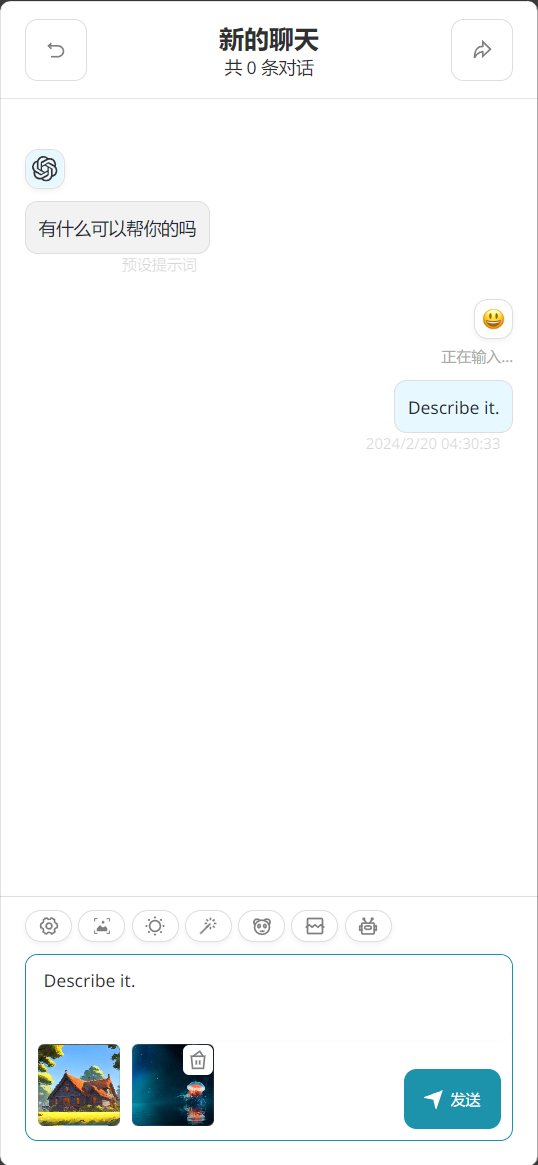 新的聊天
共 0 条对话
有什么可以帮你的吗
预设提示词
正在输入…
Describe it.
2024/2/20 04:30:33
Describe it.
发送